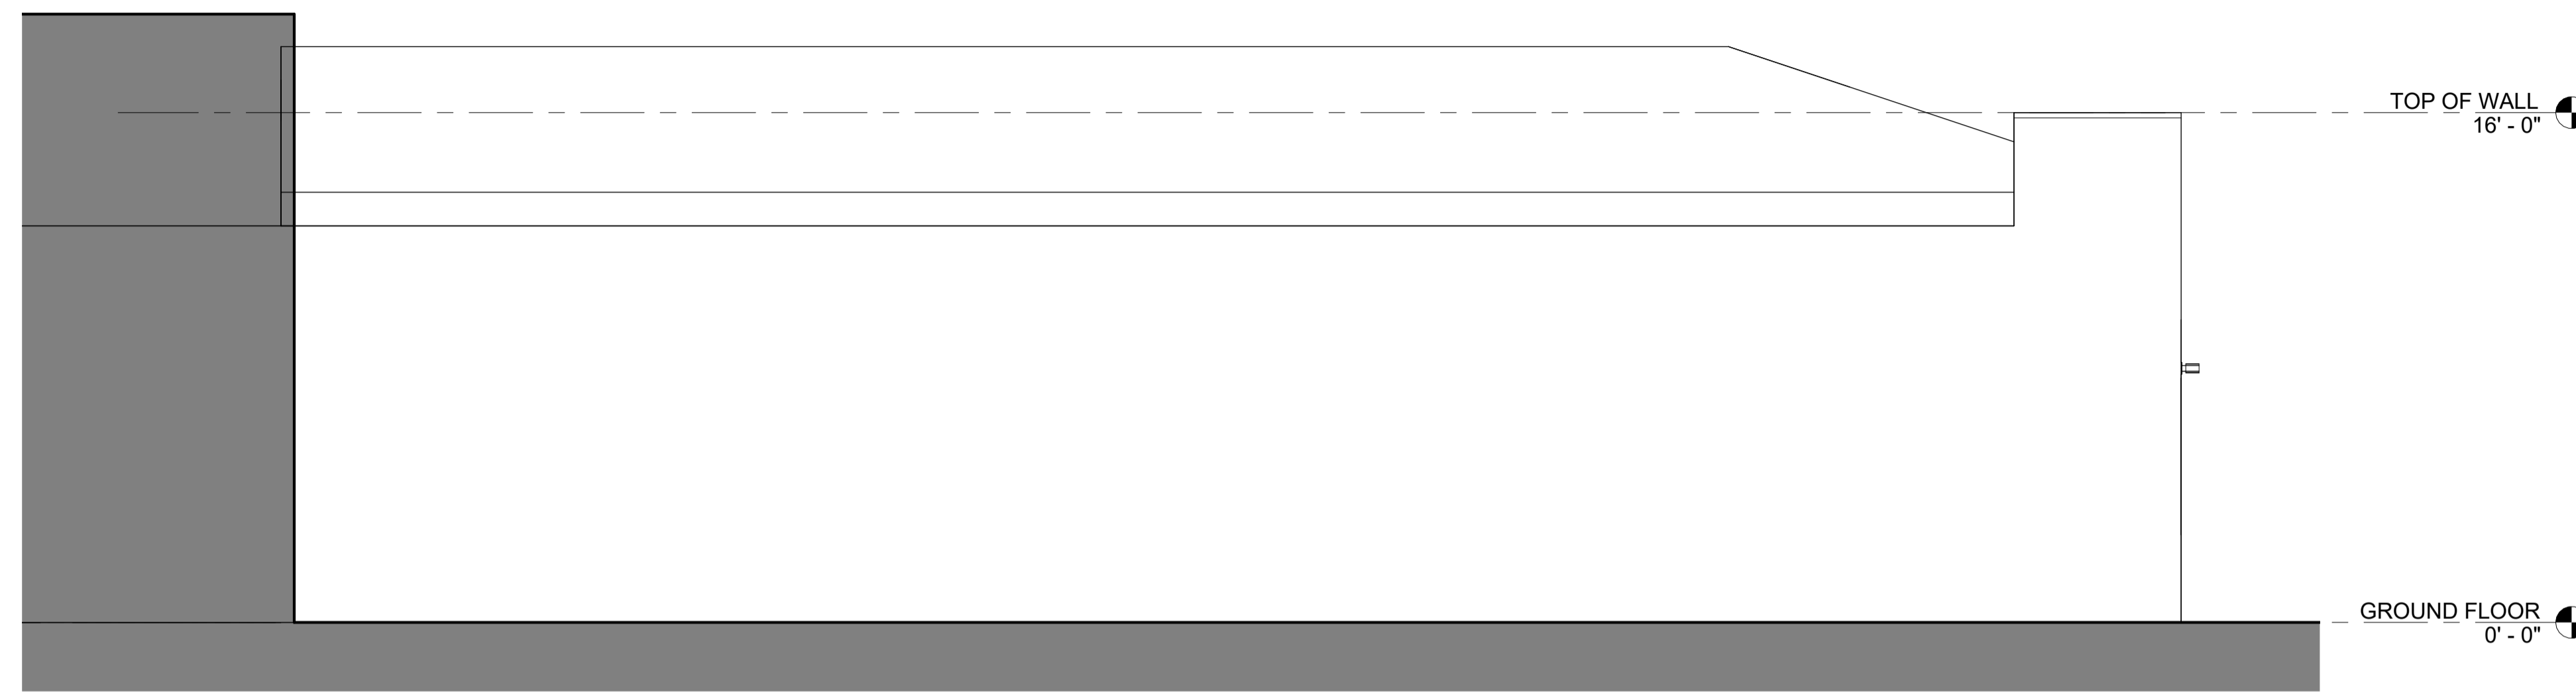 TOP OF WALL
16' - 0"
GROUND FLOOR
0' - 0"